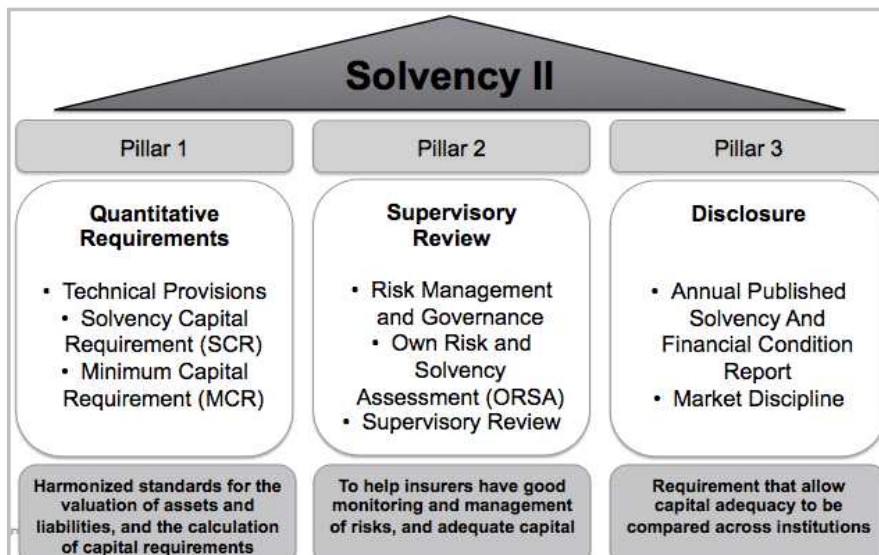 Solvency II
Pillar 1
Pillar 2
Pillar 3
Quantitative
Requirements
• Technical Provisions
• Solvency Capital
Requirement (SCR)
• Minimum Capital
Requirement (MCR)
Supervisory
Review
• Risk Management
and Governance
• Own Risk and
Solvency
Assessment (ORSA)
• Supervisory Review
Disclosure
• Annual Published
Solvency And
Financial Condition
Report
• Market Discipline
Harmonized standards for the
valuation of assets and
liabilities, and the calculation
of capital requirements
To help insurers have good
monitoring and management
of risks, and adequate capital
Requirement that allow
capital adequacy to be
compared across institutions